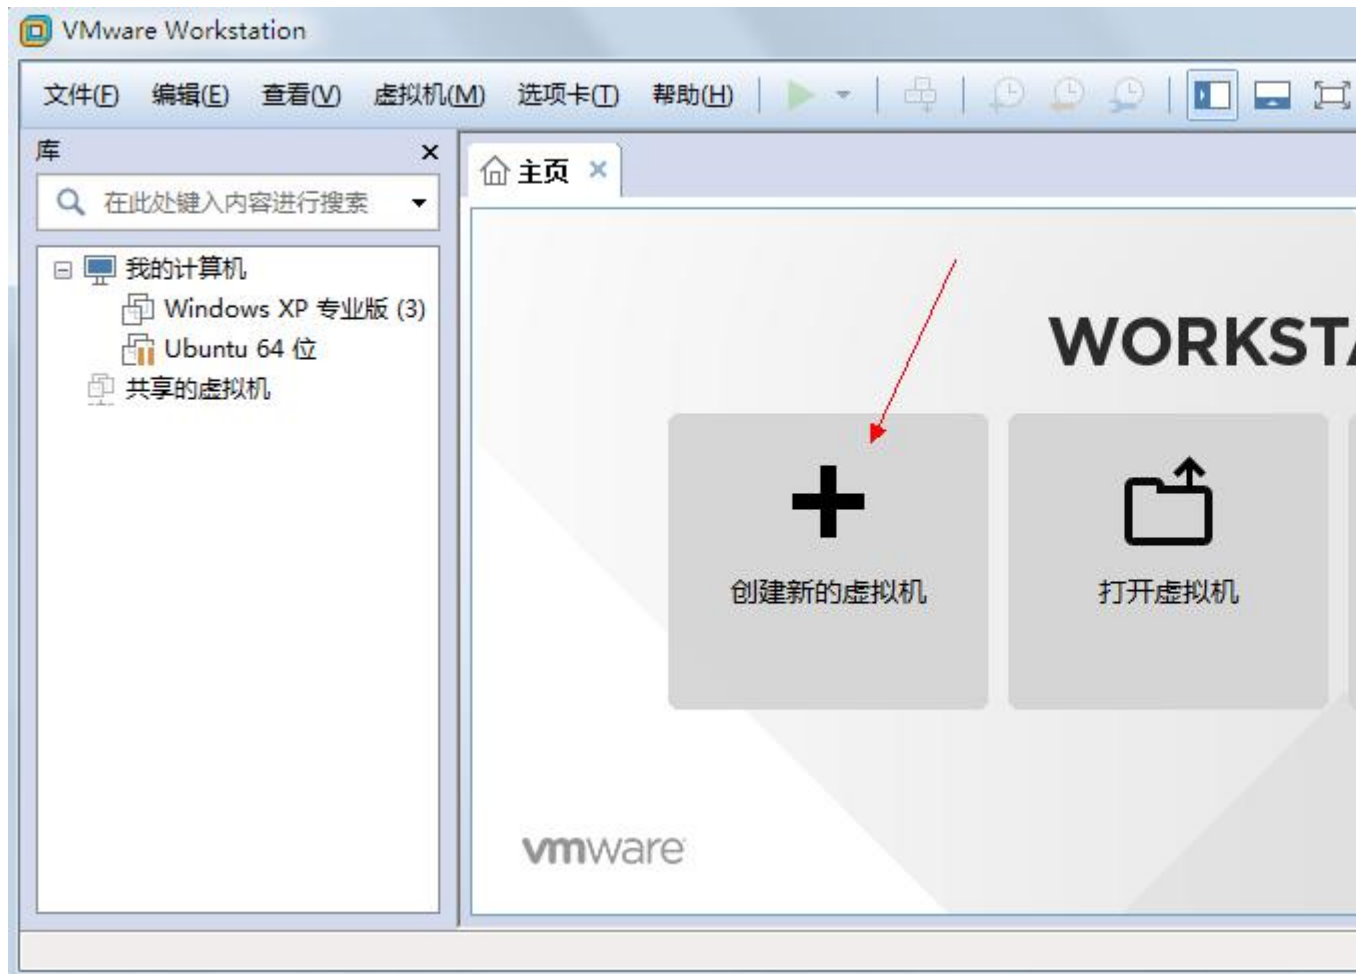 VMware Workstation
文件(F) 编辑(E) 查看(V) 虚拟机(M) 选项卡(T) 帮助(H)
库
主页
在此处键入内容进行搜索
我的计算机
Windows XP 专业版 (3)
Ubuntu 64 位
共享的虚拟机
WORKST
创建新的虚拟机
打开虚拟机
vmware